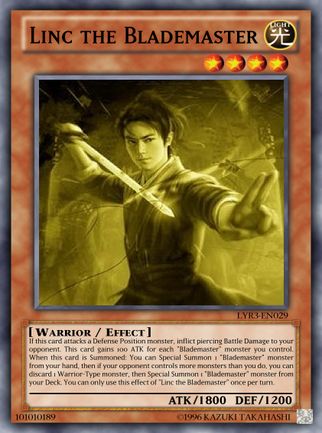 LINC THE BLADEMASTER
LIGHT
光
LYR3-EN029
[ WARRIOR / EFFECT ]
If this card attacks a Defense Position monster, inflict piercing Battle Damage to your
opponent. This card gains 100 ATK for each "Blademaster" monster you control.
When this card is Summoned: You can Special Summon 1 "Blademaster" monster
from your hand, then if your opponent controls more monsters than you do, you can
discard 1 Warrior-Type monster, then Special Summon 1 "Blademaster" monster
from your Deck. You can only use this effect of "Linc the Blademaster" once per turn.
ATK/1800 DEF/1200
101010189
©1996 KAZUKI TAKAHASHI